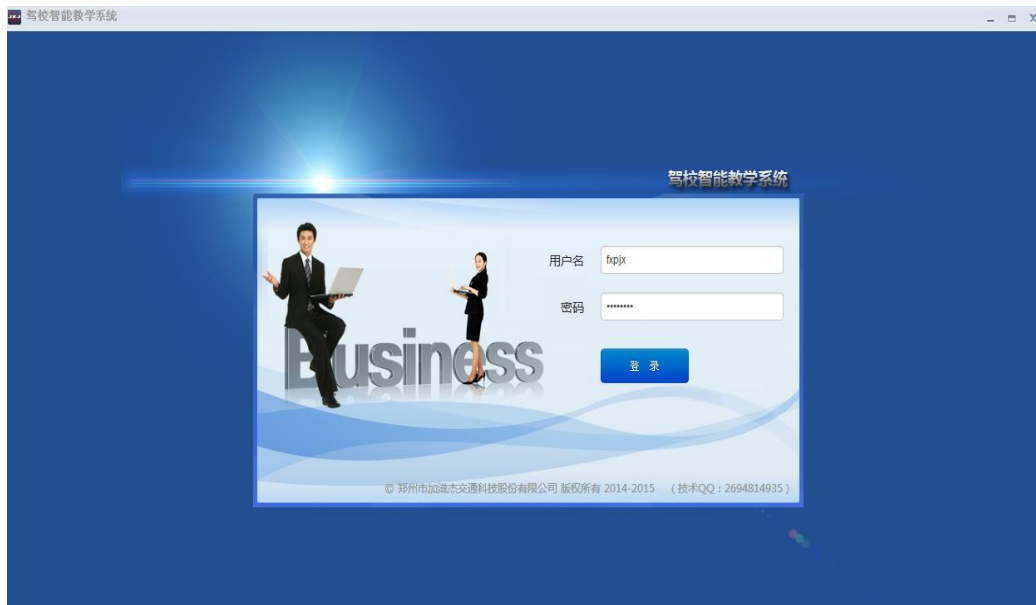 驾校智能教学系统
驾校智能教学系统
用户名 fxpjx
密码 ••••••••
Business
登 录
© 郑州市加滋杰交通科技股份有限公司 版权所有 2014-2015 （技术QQ：2694814935）